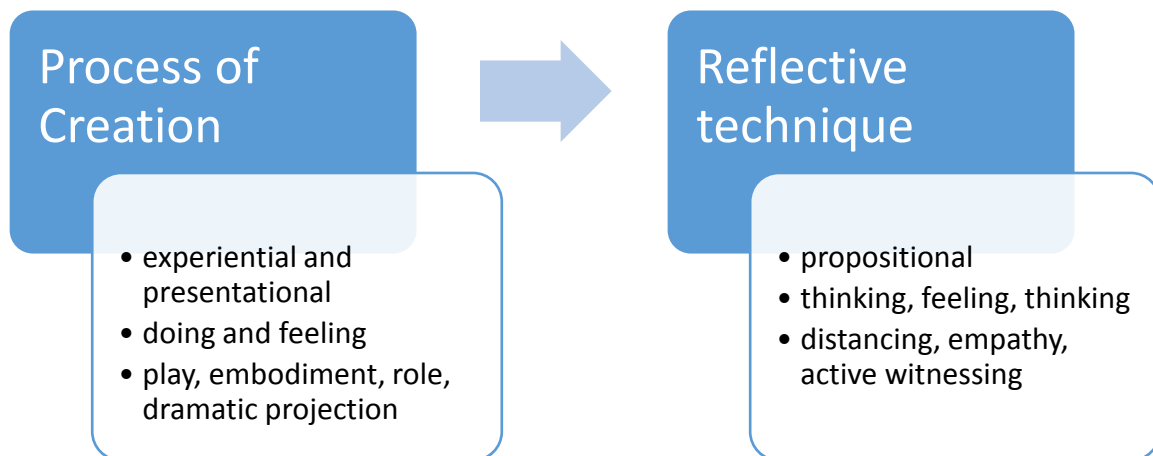 Process of
Creation
• experiential and
presentational
• doing and feeling
• play, embodiment, role,
dramatic projection
Reflective
technique
• propositional
• thinking, feeling, thinking
• distancing, empathy,
active witnessing